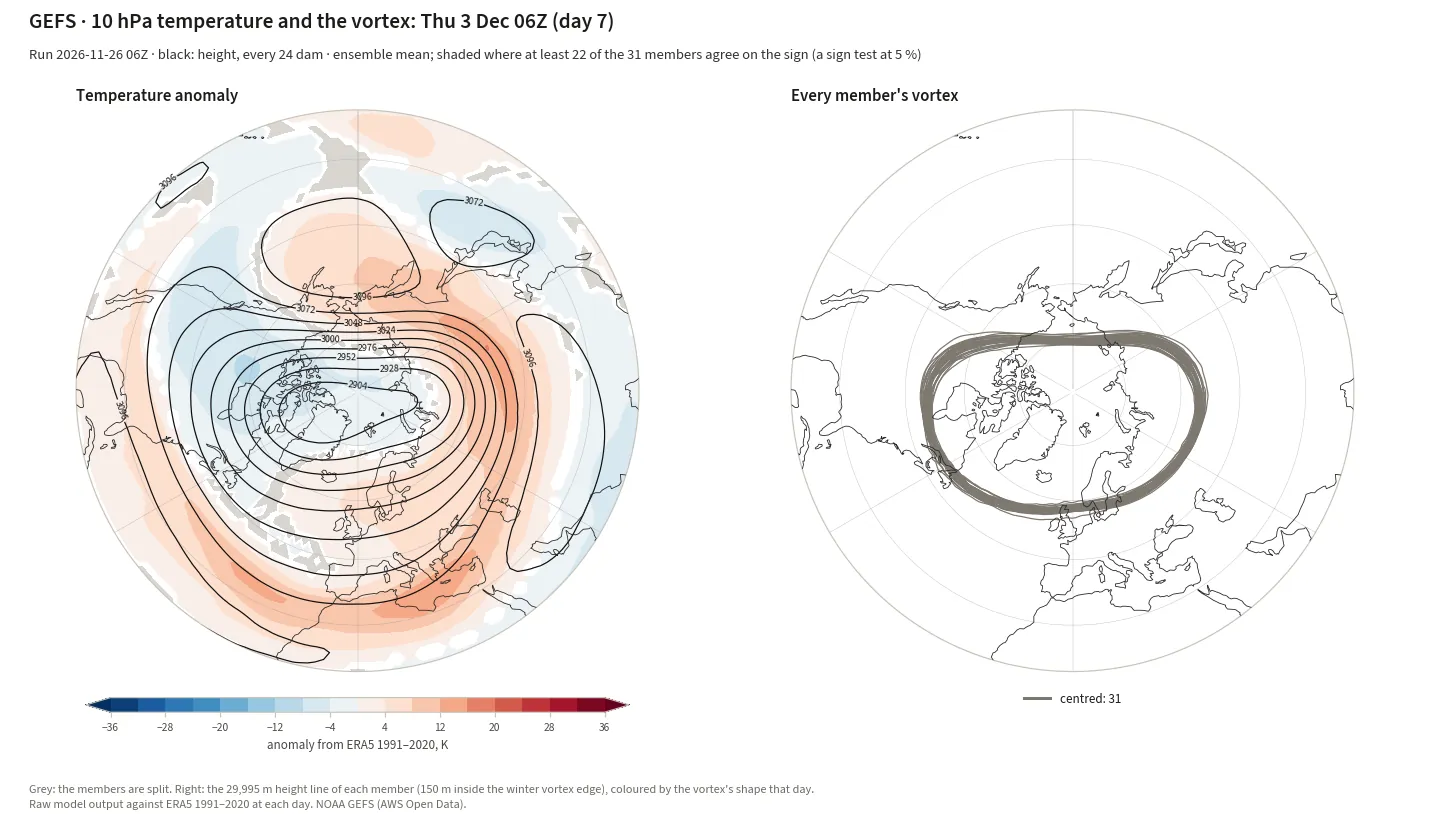 GEFS · 10 hPa temperature and the vortex: Thu 3 Dec 06Z (day 7)
Run 2026-11-26 06Z · black: height, every 24 dam · ensemble mean; shaded where at least 22 of the 31 members agree on the sign (a sign test at 5 %)
Temperature anomaly
Every member's vortex
3096
3072
3096
3072
3048
3024
3000
2976
2952
2928
2904
3096
3096
centred: 31
−36 −28 −20 −12 −4 4 12 20 28 36
anomaly from ERA5 1991–2020, K
Grey: the members are split. Right: the 29,995 m height line of each member (150 m inside the winter vortex edge), coloured by the vortex's shape that day.
Raw model output against ERA5 1991–2020 at each day. NOAA GEFS (AWS Open Data).